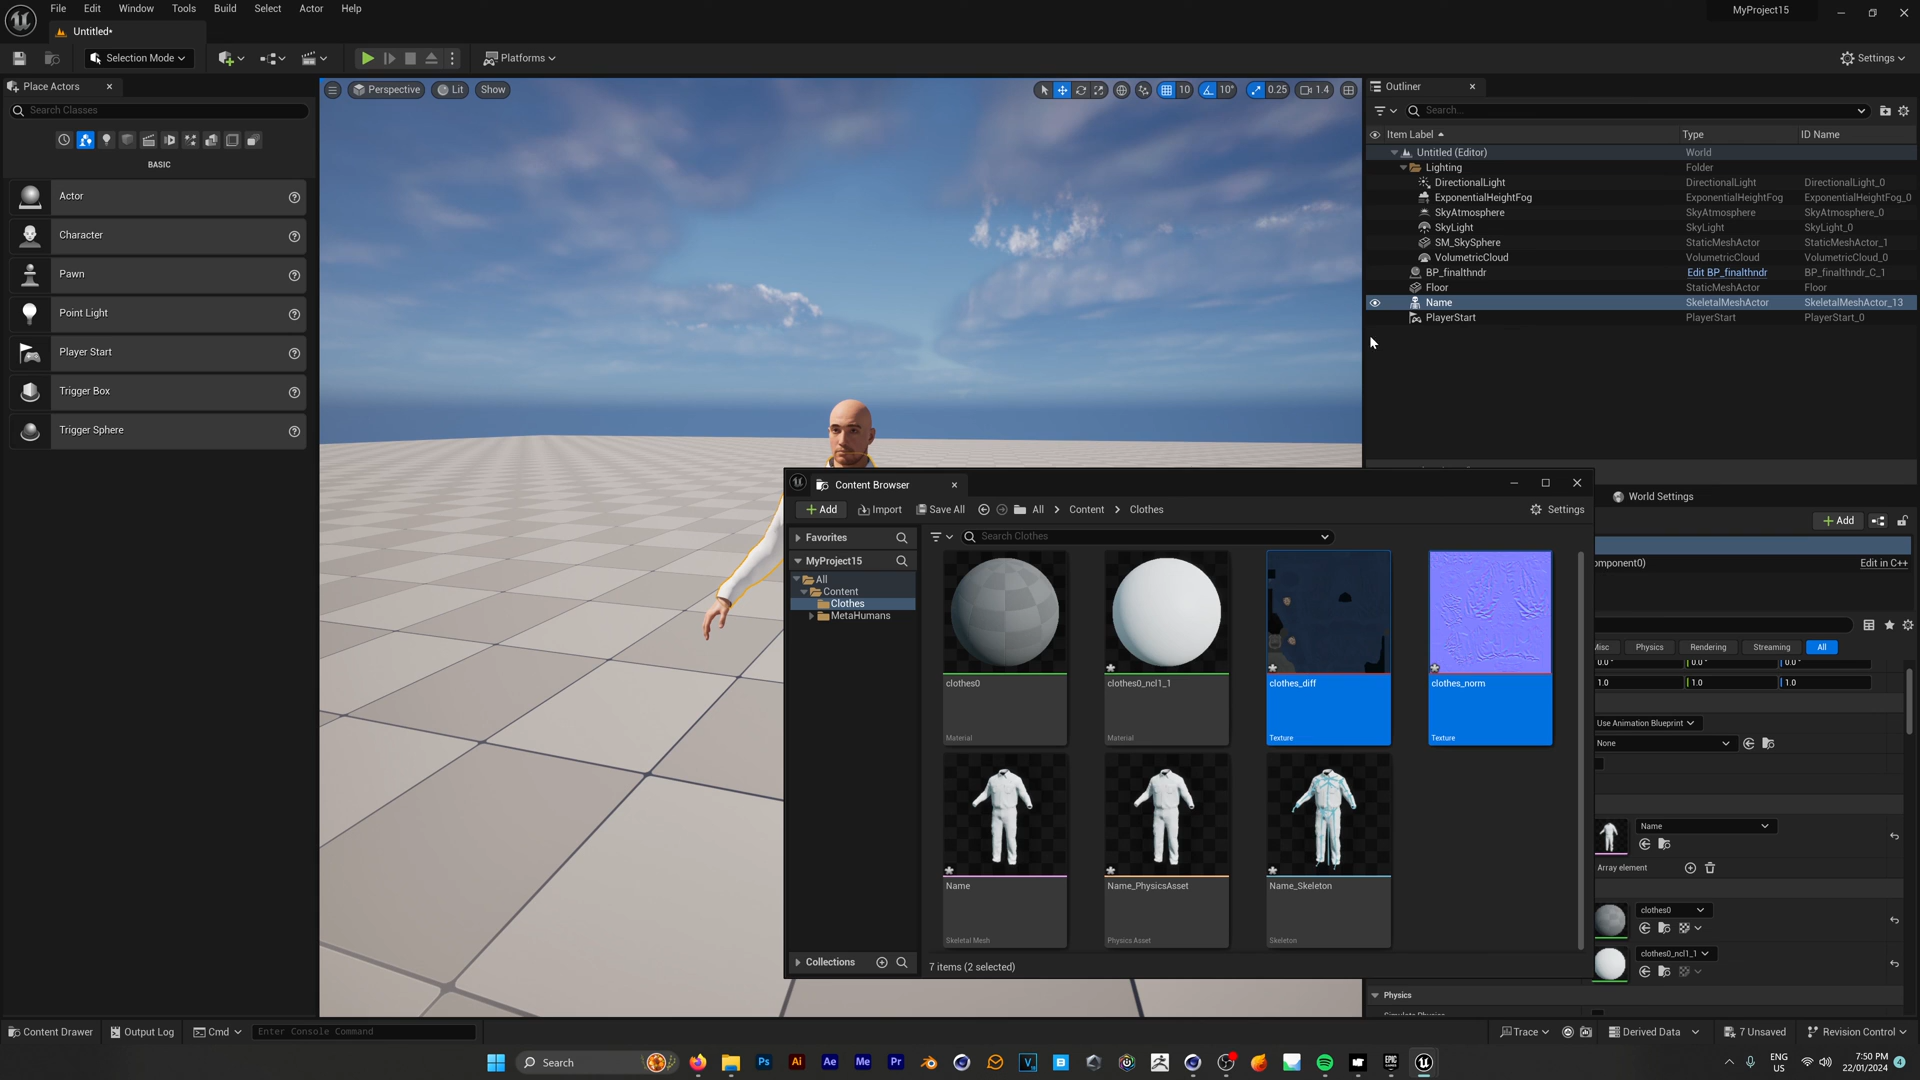 File Edit Window Tools Build Select Actor Help
MyProject15
Untitled*
Selection Mode
Platforms
Settings
Place Actors
Search Classes
BASIC
Actor
Character
Pawn
Point Light
Player Start
Trigger Box
Trigger Sphere
Perspective Lit Show
10 10° 0.25 1.4
Outliner
Search...
Item Label Type ID Name
Untitled (Editor) World
Lighting Folder
DirectionalLight DirectionalLight DirectionalLight_0
ExponentialHeightFog ExponentialHeightFog ExponentialHeightFog_0
SkyAtmosphere SkyAtmosphere SkyAtmosphere_0
SkyLight SkyLight SkyLight_0
SM_SkySphere StaticMeshActor StaticMeshActor_1
VolumetricCloud VolumetricCloud VolumetricCloud_0
BP_finalthndr Edit BP_finalthndr BP_finalthndr_C_1
Floor StaticMeshActor Floor
Name SkeletalMeshActor SkeletalMeshActor_13
PlayerStart PlayerStart PlayerStart_0
Content Browser
Add Import Save All All Content Clothes Settings
Favorites
Search Clothes
MyProject15
All
Content
Clothes
MetaHumans
clothes0
Material
clothes0_ncl1_1
Material
clothes_diff
Texture
clothes_norm
Texture
Name
Skeletal Mesh
Name_PhysicsAsset
Physics Asset
Name_Skeleton
Skeleton
Collections
7 items (2 selected)
World Settings
Add
omponent0) Edit in C++
Misc Physics Rendering Streaming All
0.0° 0.0° 0.0°
1.0 1.0 1.0
Use Animation Blueprint
None
Name
Array element
clothes0
clothes0_ncl1_1
Physics
Content Drawer Output Log Cmd Enter Console Command
Trace Derived Data 7 Unsaved Revision Control
Search
Ps Ai Ae Me Pr
ENG
US
7:50 PM
22/01/2024
4